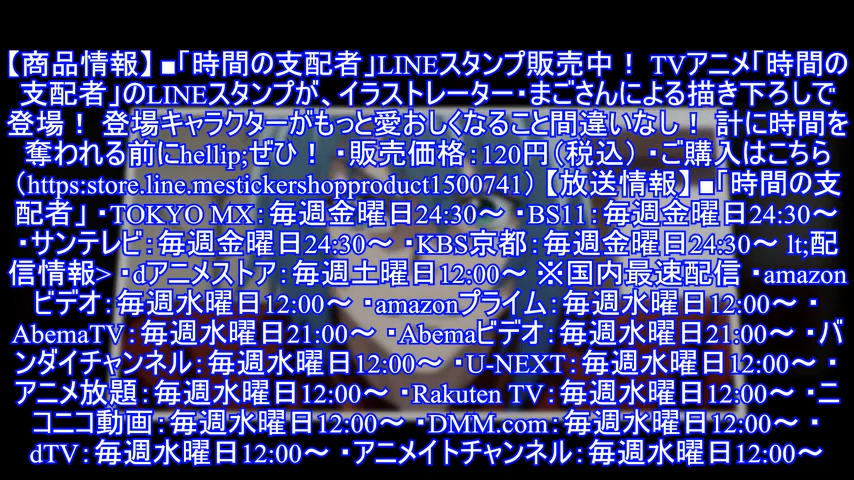 【商品情報】 ■「時間の支配者」LINEスタンプ販売中！ TVアニメ「時間の
支配者」のLINEスタンプが、イラストレーター・まごさんによる描き下ろしで
登場！ 登場キャラクターがもっと愛おしくなること間違いなし！ 計に時間を
奪われる前にhellip;ぜひ！ ・販売価格：120円（税込） ・ご購入はこちら
（https:store.line.mestickershopproduct1500741） 【放送情報】 ■「時間の支
配者」 ・TOKYO MX：毎週金曜日24:30～ ・BS11：毎週金曜日24:30～
・サンテレビ：毎週金曜日24:30～ ・KBS京都：毎週金曜日24:30～ lt;配
信情報> ・dアニメストア：毎週土曜日12:00～ ※国内最速配信 ・amazon
ビデオ：毎週水曜日12:00～ ・amazonプライム：毎週水曜日12:00～ ・
AbemaTV：毎週水曜日21:00～ ・Abemaビデオ：毎週水曜日21:00～ ・バ
ンダイチャンネル：毎週水曜日12:00～ ・U-NEXT：毎週水曜日12:00～ ・
アニメ放題：毎週水曜日12:00～ ・Rakuten TV：毎週水曜日12:00～ ・ニ
コニコ動画：毎週水曜日12:00～ ・DMM.com：毎週水曜日12:00～ ・
dTV：毎週水曜日12:00～ ・アニメイトチャンネル：毎週水曜日12:00～